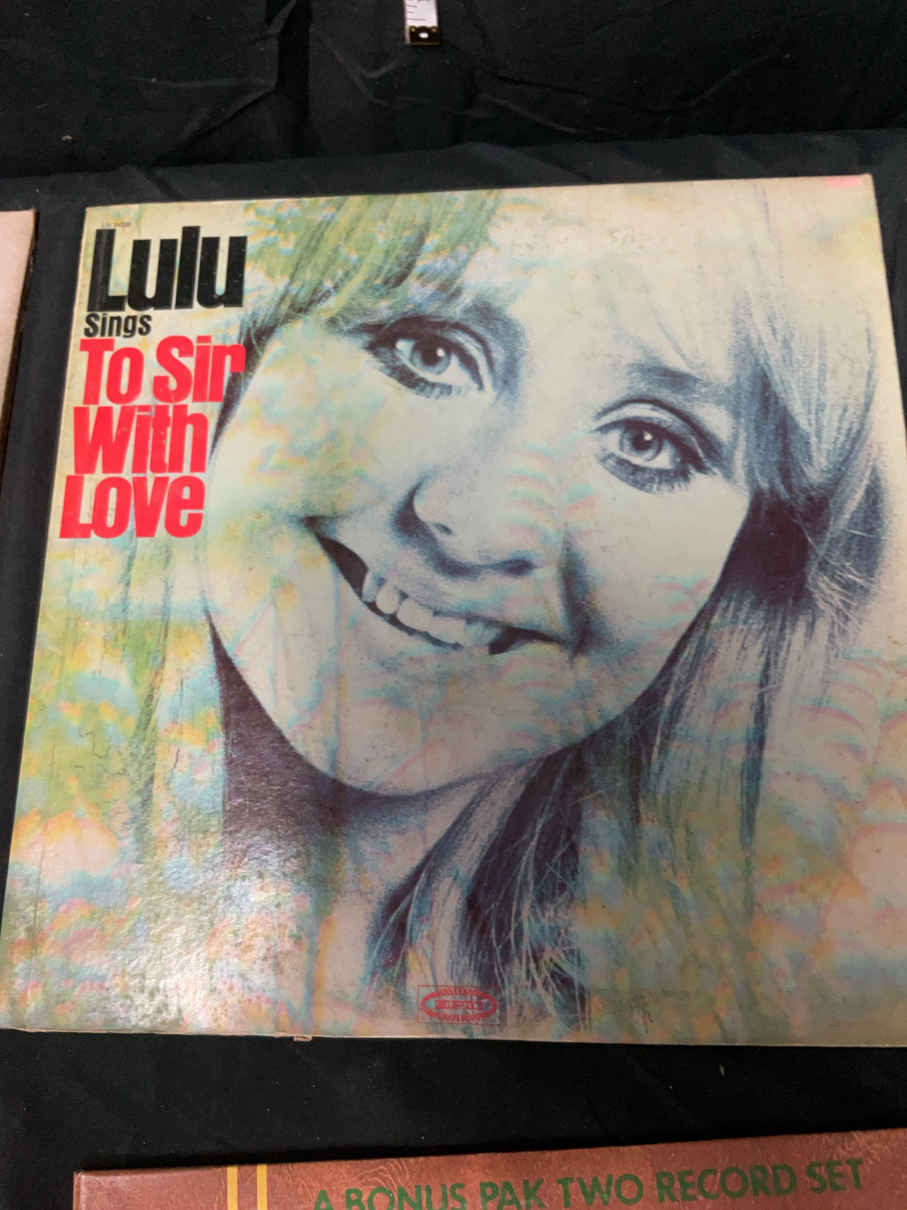 Lulu
Sings
To Sir
With
Love
A BONUS PAK TWO RECORD SET